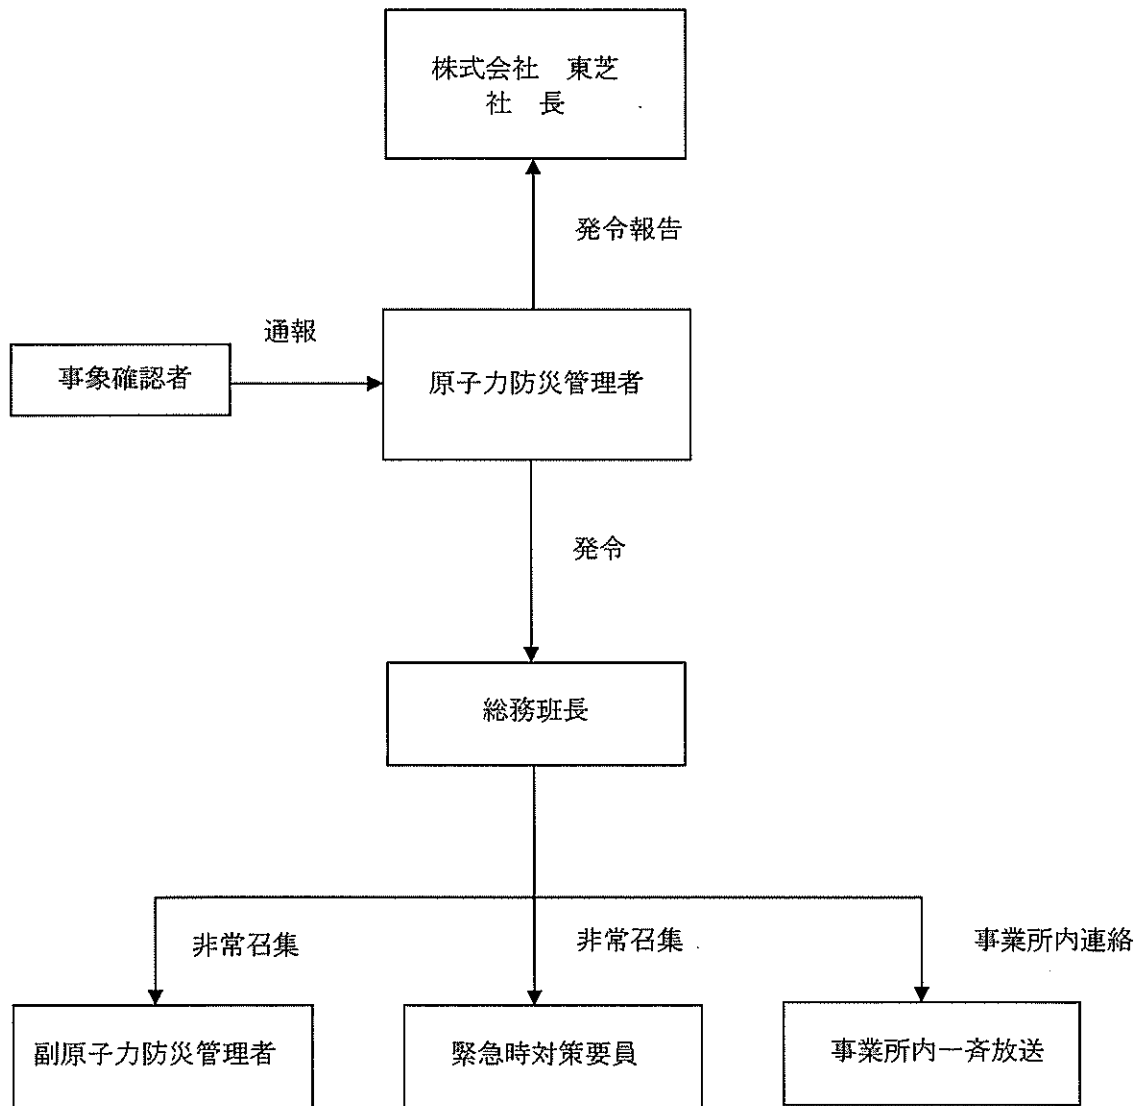 株式会社　東芝
社　長
発令報告
通報
事象確認者
原子力防災管理者
発令
総務班長
非常召集
非常召集
事業所内連絡
副原子力防災管理者
緊急時対策要員
事業所内一斉放送